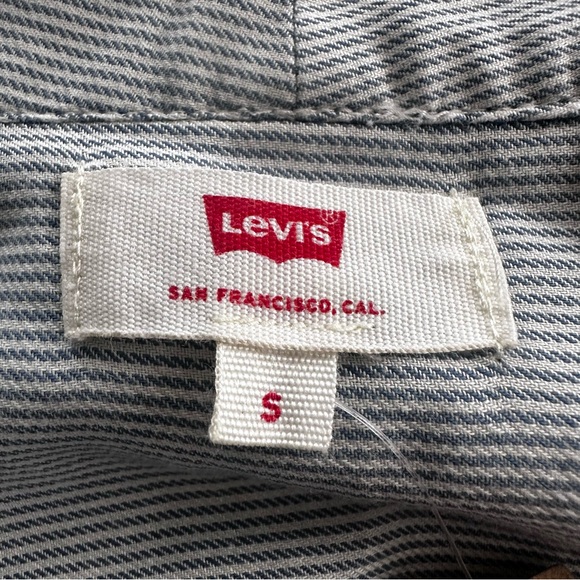 Levi's®
SAN FRANCISCO, CAL.
S